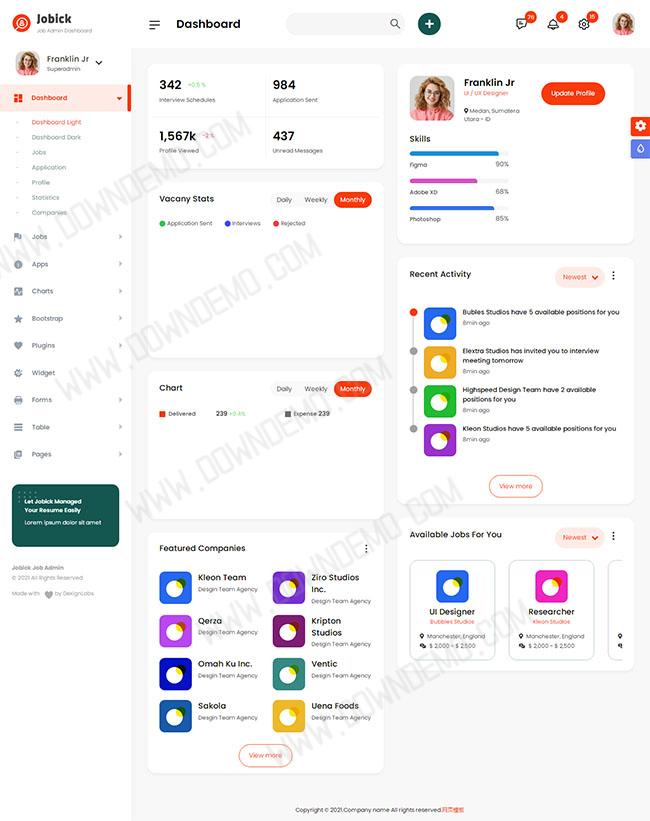 Jobick
Job Admin Dashboard
Dashboard
76
4
15
Franklin Jr
Superadmin
Dashboard
Dashboard Light
Dashboard Dark
Jobs
Application
Profile
Statistics
Companies
Jobs
Apps
Charts
Bootstrap
Plugins
Widget
Forms
Table
Pages
Let Jobick Managed
Your Resume Easily
Lorem ipsum dolor sit amet
Jobick Job Admin
© 2021 All Rights Reserved
Made with by DexignLabs
342 +0.5 %
Interview Schedules
984
Application Sent
1,567k -2 %
Profile Viewed
437
Unread Messages
Vacany Stats
Daily Weekly Monthly
Application Sent Interviews Rejected
Chart
Daily Weekly Monthly
Delivered 239 +0.4% Expense 239
Featured Companies
Kleon Team
Desgin Team Agency
Ziro Studios
Inc.
Desgin Team Agency
Qerza
Desgin Team Agency
Kripton
Studios
Desgin Team Agency
Omah Ku Inc.
Desgin Team Agency
Ventic
Desgin Team Agency
Sakola
Desgin Team Agency
Uena Foods
Desgin Team Agency
View more
Franklin Jr
UI / UX Designer
Medan, Sumatera
Utara - ID
Update Profile
Skills
Figma 90%
Adobe XD 68%
Photoshop 85%
Recent Activity
Newest
Bubles Studios have 5 available positions for you
8min ago
Elextra Studios has invited you to interview
meeting tomorrow
8min ago
Highspeed Design Team have 2 available
positions for you
8min ago
Kleon Studios have 5 available positions for you
8min ago
View more
Available Jobs For You
Newest
UI Designer
Bubbles Studios
Manchester, England
$ 2,000 - $ 2,500
Researcher
Kleon Studios
Manchester, England
$ 2,000 - $ 2,500
Copyright © 2021.Company name All rights reserved.网页模板
WWW.DOWNDEMO.COM
WWW.DOWNDEMO.COM
WWW.DOWNDEMO.COM
WWW.DOWNDEMO.COM
WWW.DOWNDEMO.COM